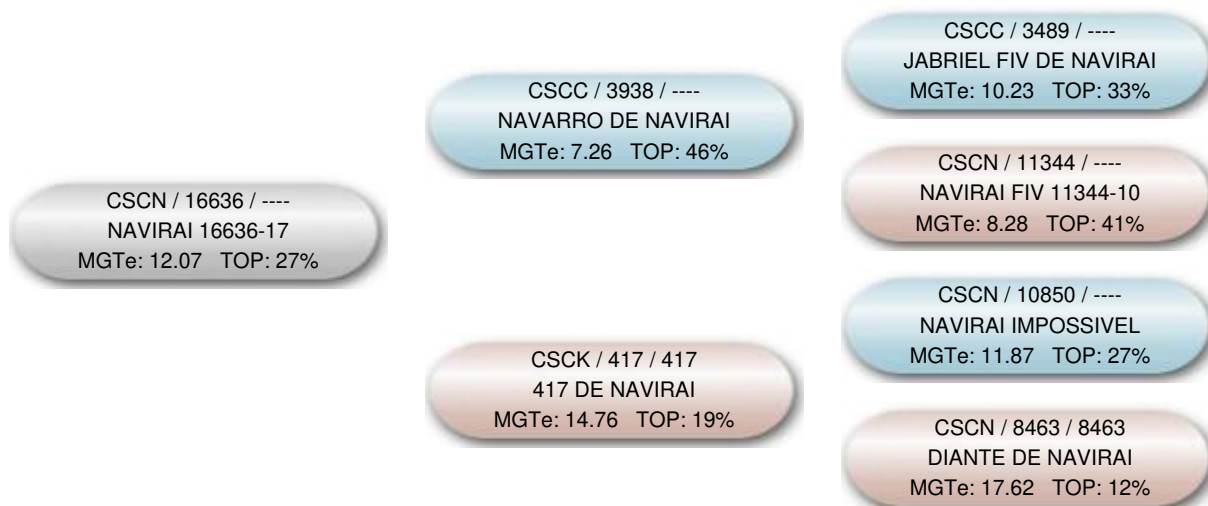 CSCN / 16636 / ----
NAVIRAI 16636-17
MGTe: 12.07 TOP: 27%
CSCC / 3938 / ----
NAVARRO DE NAVIRAI
MGTe: 7.26 TOP: 46%
CSCK / 417 / 417
417 DE NAVIRAI
MGTe: 14.76 TOP: 19%
CSCC / 3489 / ----
JABRIEL FIV DE NAVIRAI
MGTe: 10.23 TOP: 33%
CSCN / 11344 / ----
NAVIRAI FIV 11344-10
MGTe: 8.28 TOP: 41%
CSCN / 10850 / ----
NAVIRAI IMPOSSIVEL
MGTe: 11.87 TOP: 27%
CSCN / 8463 / 8463
DIANTE DE NAVIRAI
MGTe: 17.62 TOP: 12%